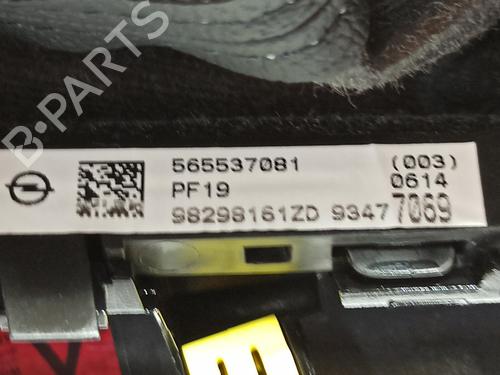 B-PARTS
565537081 (003)
PF19 0614
98298161ZD 9347 7069